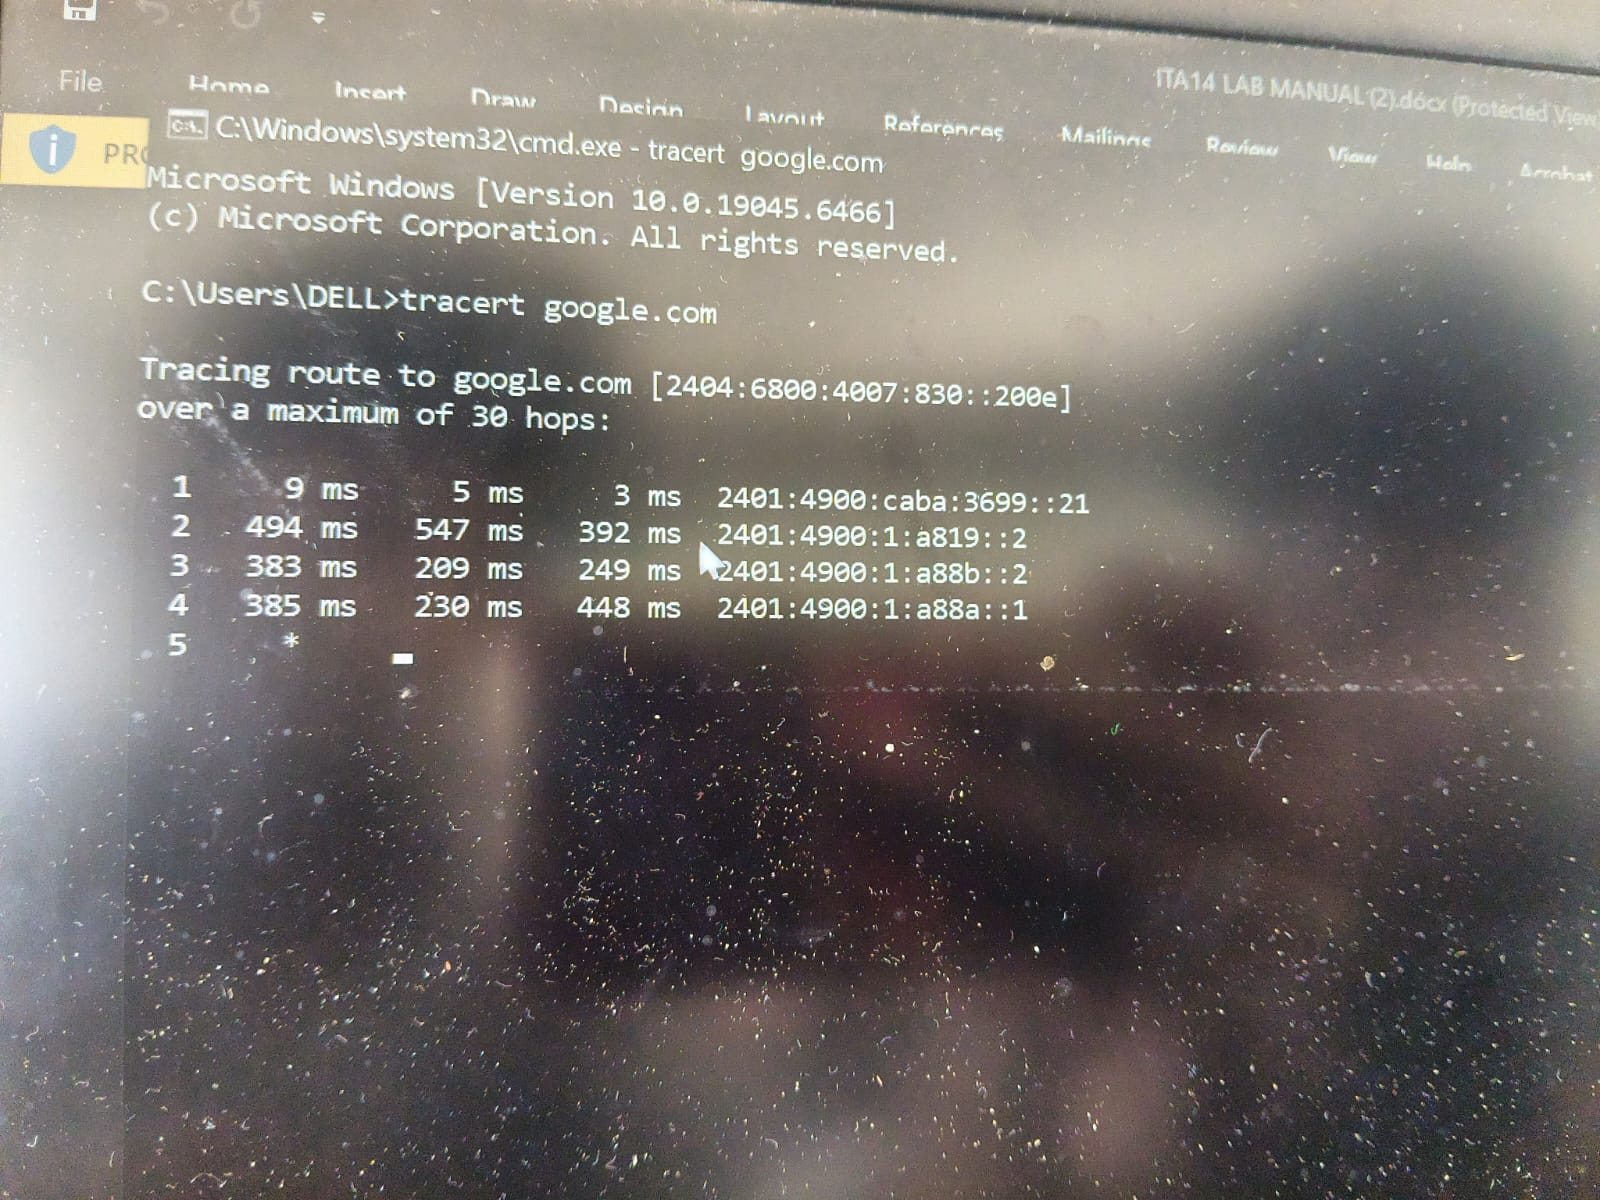 File Home Insert Draw Design Layout References Mailings Review View Help Acrobat
ITA14 LAB MANUAL (2).docx (Protected View
C:\Windows\system32\cmd.exe - tracert  google.com
Microsoft Windows [Version 10.0.19045.6466]
(c) Microsoft Corporation. All rights reserved.
C:\Users\DELL>tracert google.com
Tracing route to google.com [2404:6800:4007:830::200e]
over a maximum of 30 hops:
1     9 ms     5 ms     3 ms  2401:4900:caba:3699::21
2   494 ms   547 ms   392 ms  2401:4900:1:a819::2
3   383 ms   209 ms   249 ms  2401:4900:1:a88b::2
4   385 ms   230 ms   448 ms  2401:4900:1:a88a::1
5     *